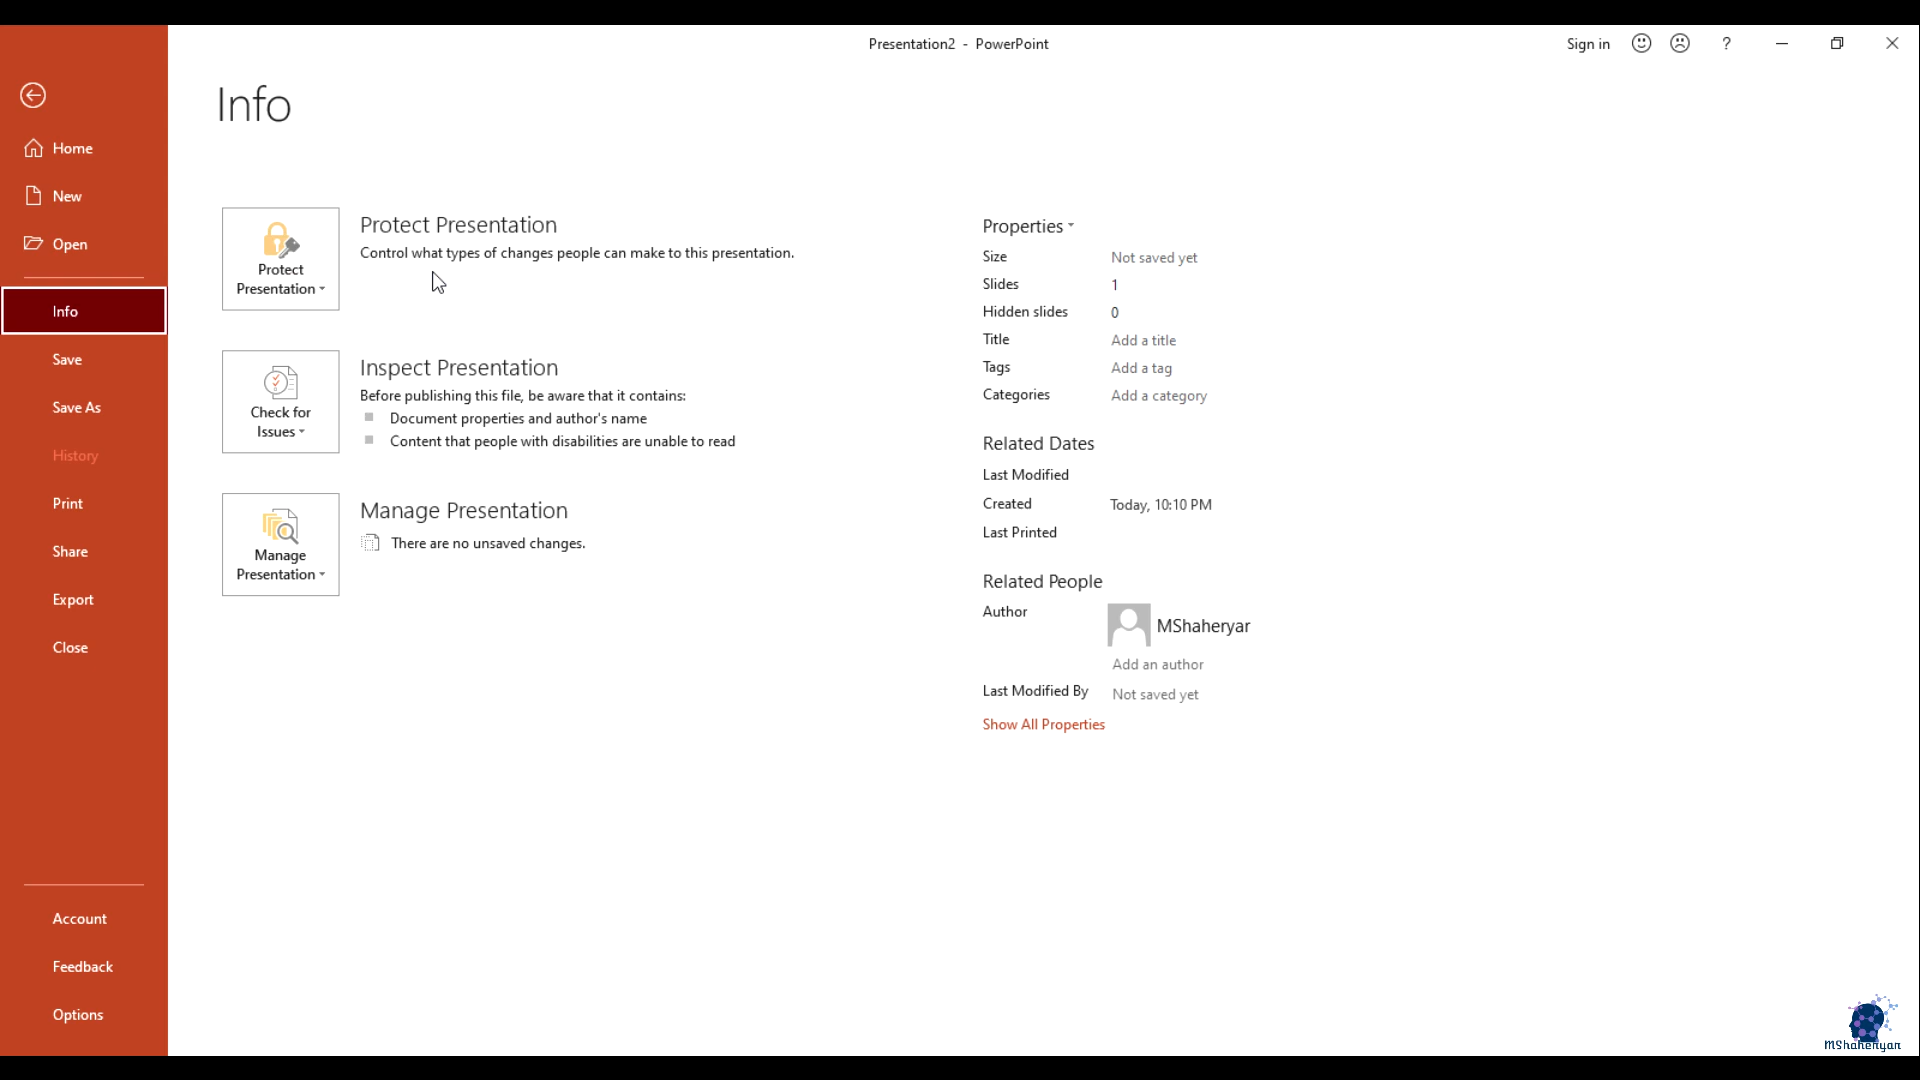 Presentation2 - PowerPoint
Sign in
?
Info
Home
New
Open
Info
Save
Save As
History
Print
Share
Export
Close
Account
Feedback
Options
Protect
Presentation
Protect Presentation
Control what types of changes people can make to this presentation.
Check for
Issues
Inspect Presentation
Before publishing this file, be aware that it contains:
Document properties and author's name
Content that people with disabilities are unable to read
Manage
Presentation
Manage Presentation
There are no unsaved changes.
Properties
Size Not saved yet
Slides 1
Hidden slides 0
Title Add a title
Tags Add a tag
Categories Add a category
Related Dates
Last Modified
Created Today, 10:10 PM
Last Printed
Related People
Author MShaheryar
Add an author
Last Modified By Not saved yet
Show All Properties
MShaheryar